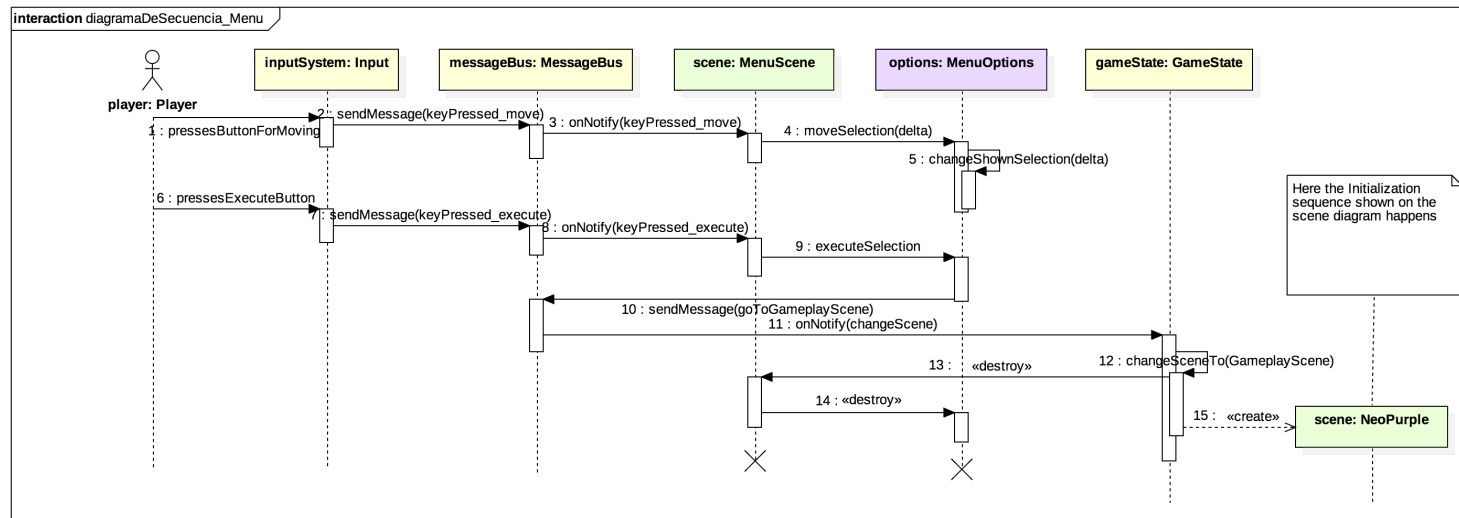 interaction diagramaDeSecuencia_Menu
inputSystem: Input
messageBus: MessageBus
scene: MenuScene
options: MenuOptions
gameState: GameState
player: Player
1 : pressesButtonForMoving
2 : sendMessage(keyPressed_move)
3 : onNotify(keyPressed_move)
4 : moveSelection(delta)
5 : changeShownSelection(delta)
6 : pressesExecuteButton
7 : sendMessage(keyPressed_execute)
8 : onNotify(keyPressed_execute)
9 : executeSelection
Here the Initialization
sequence shown on the
scene diagram happens
10 : sendMessage(goToGameplayScene)
11 : onNotify(changeScene)
12 : changeSceneTo(GameplayScene)
13 : «destroy»
14 : «destroy»
15 : «create»
scene: NeoPurple